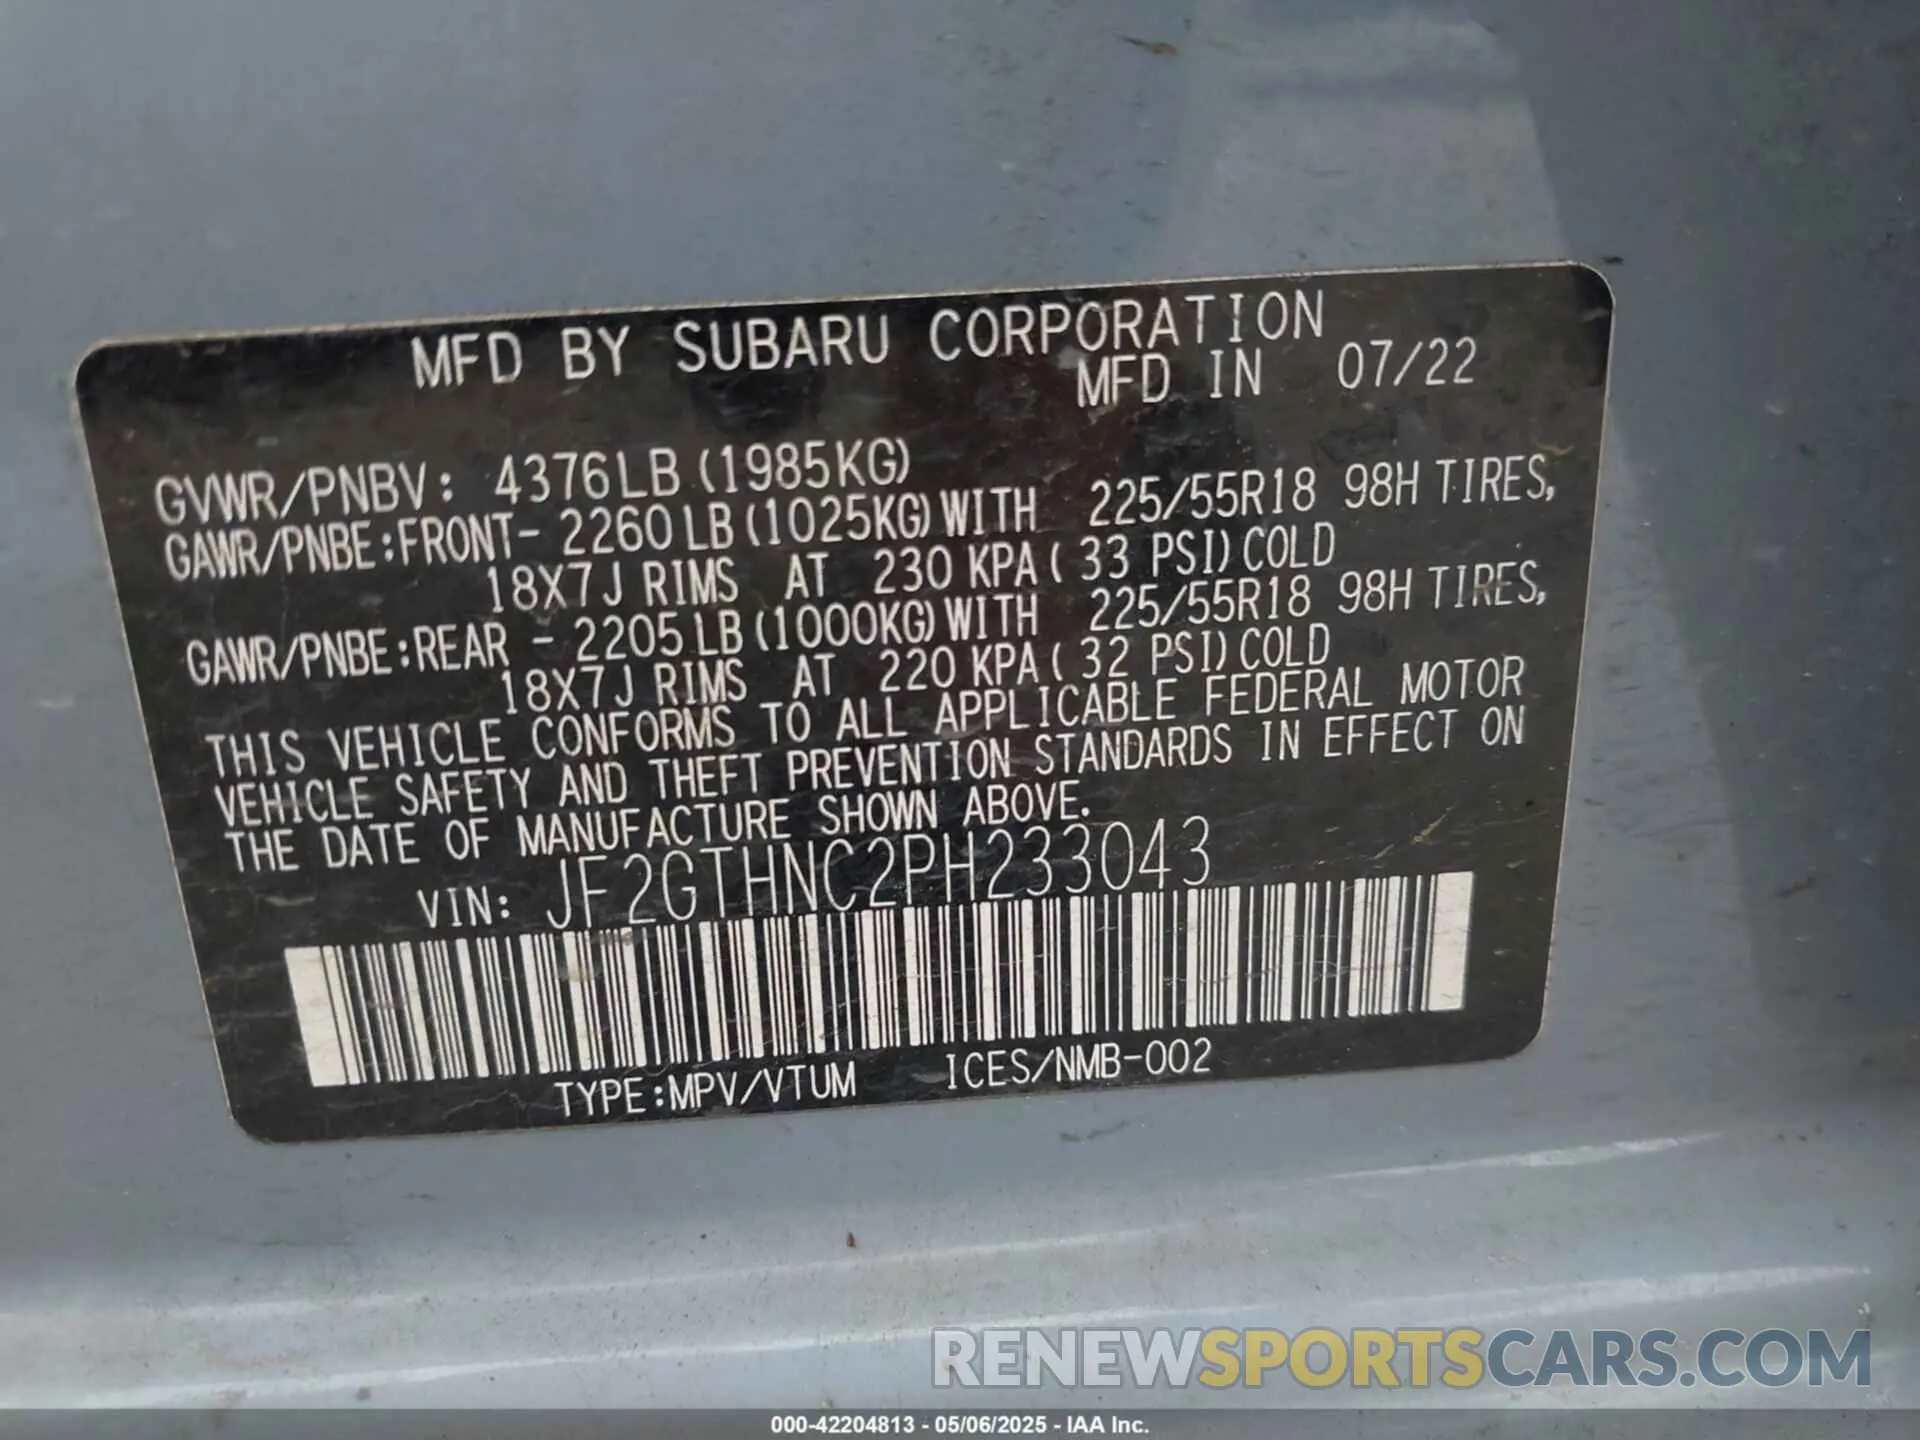 MFD BY SUBARU CORPORATION
MFD IN 07/22
GVWR/PNBV: 4376LB (1985KG)
GAWR/PNBE:FRONT- 2260LB (1025KG) WITH 225/55R18 98H TIRES,
18X7J RIMS AT 230 KPA( 33 PSI) COLD
GAWR/PNBE:REAR - 2205LB (1000KG) WITH 225/55R18 98H TIRES,
18X7J RIMS AT 220 KPA( 32 PSI) COLD
THIS VEHICLE CONFORMS TO ALL APPLICABLE FEDERAL MOTOR
VEHICLE SAFETY AND THEFT PREVENTION STANDARDS IN EFFECT ON
THE DATE OF MANUFACTURE SHOWN ABOVE.
VIN: JF2GTHNC2PH233043
TYPE:MPV/VTUM ICES/NMB-002
RENEWSPORTSCARS.COM
000-42204813 - 05/06/2025 - IAA Inc.